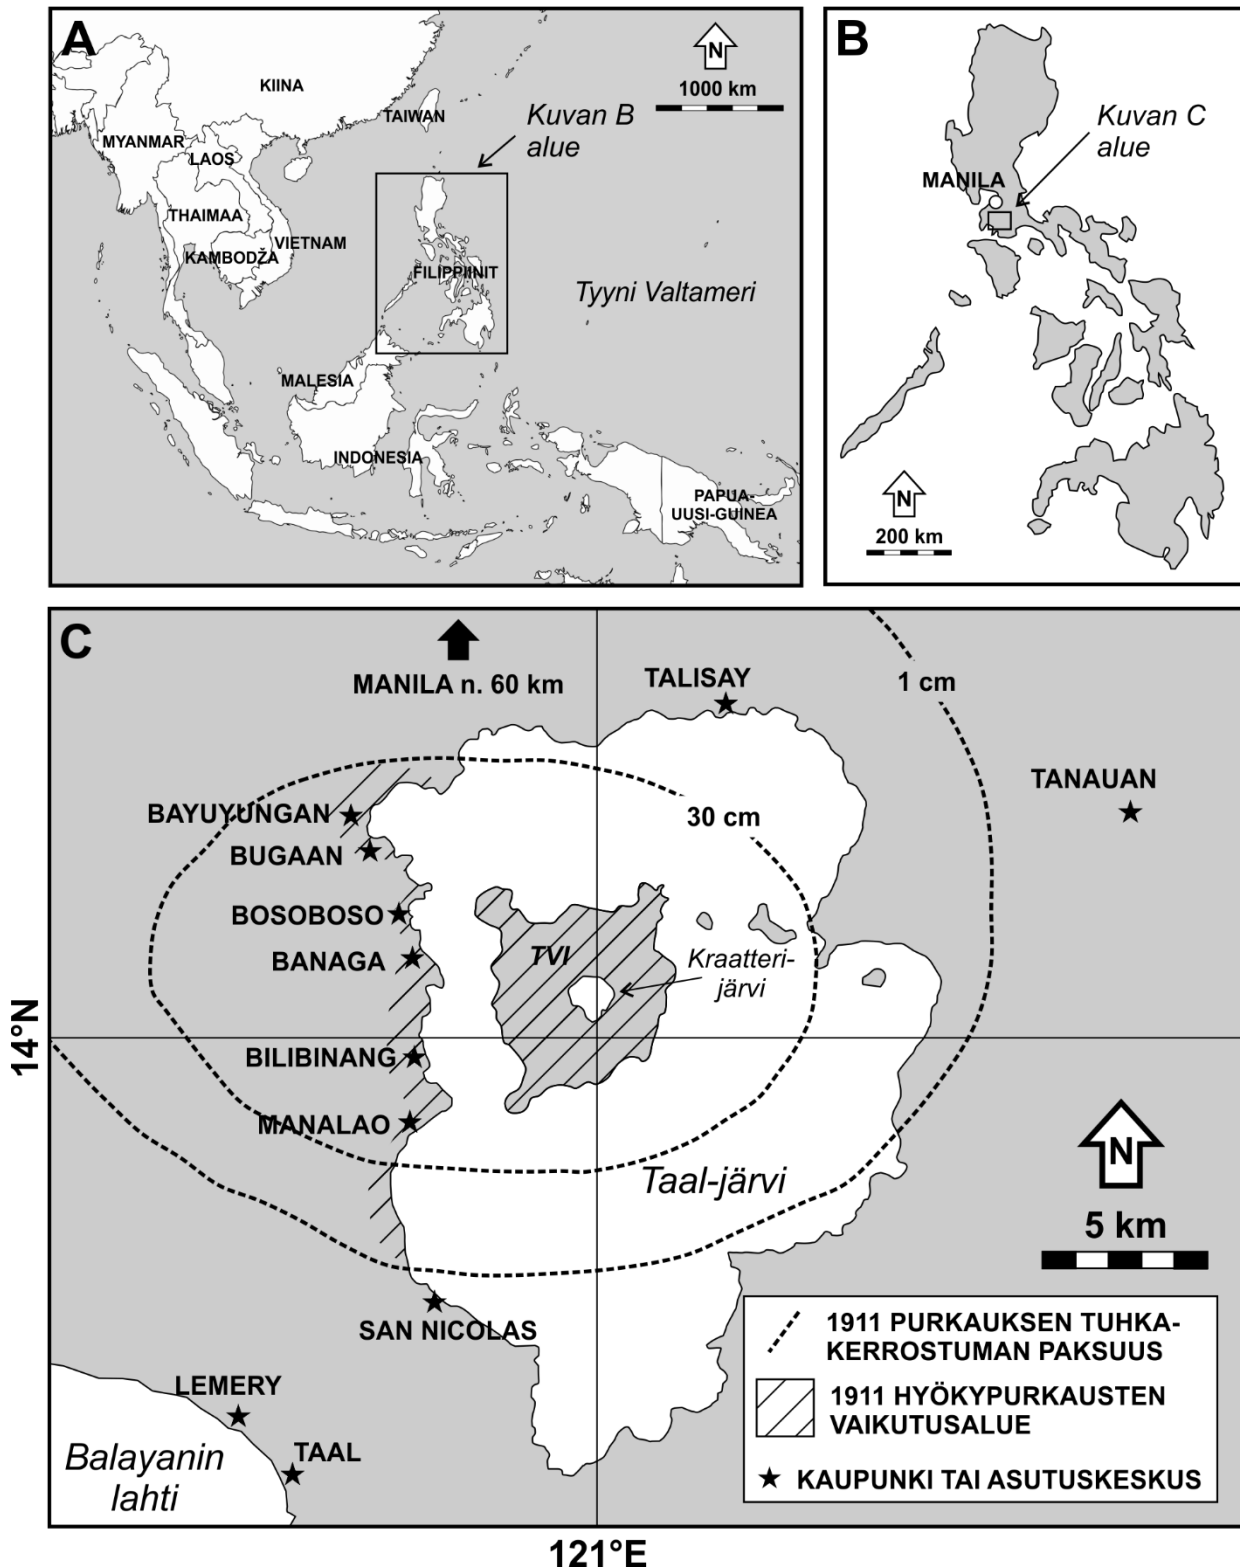 A
N
1000 km
KIINA
TAIWAN
Kuvan B
alue
MYANMAR
LAOS
THAIMAA
VIETNAM
KAMBODŽA
FILIPPIINIT
Tyyni Valtameri
MALESIA
INDONESIA
PAPUA-
UUSI-GUINEA
B
Kuvan C
alue
MANILA
N
200 km
C
MANILA n. 60 km
TALISAY
1 cm
TANAUAN
BAYUYUNGAN
30 cm
BUGAAN
BOSOBOSO
BANAGA
TVI
Kraatteri-
järvi
14°N
BILIBINANG
MANALAO
Taal-järvi
N
5 km
SAN NICOLAS
LEMERY
TAAL
Balayanin
lahti
1911 PURKAUKSEN TUHKA-
KERROSTUMAN PAKSUUS
1911 HYÖKYPURKAUSTEN
VAIKUTUSALUE
KAUPUNKI TAI ASUTUSKESKUS
121°E